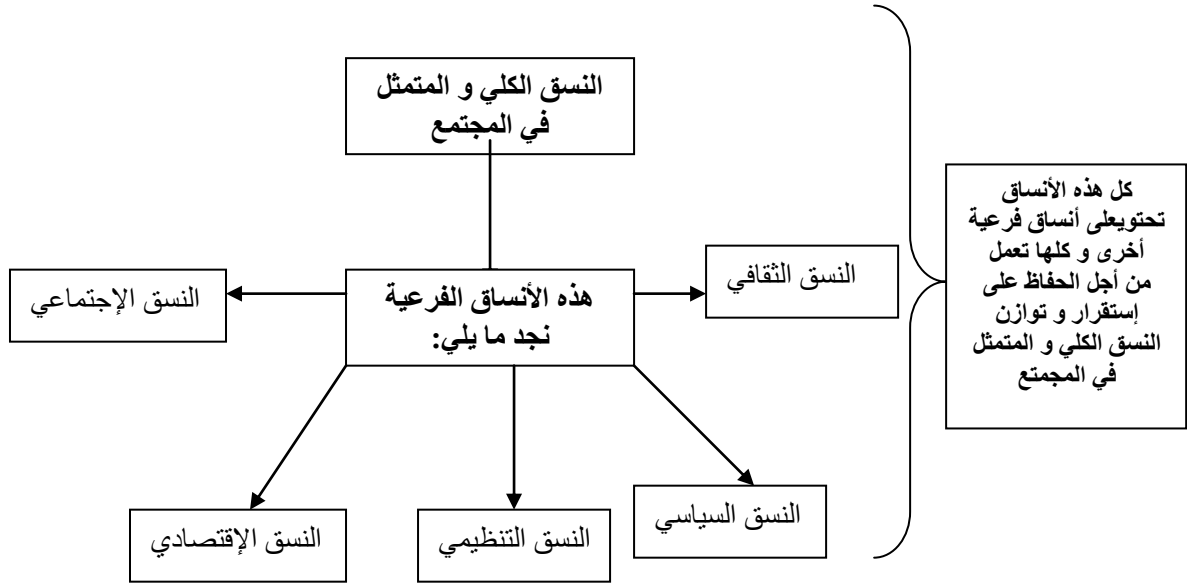 النسق الكلي و المتمثل
في المجتمع
كل هذه الأنساق
تحتويعلى أنساق فرعية
أخرى و كلها تعمل
من أجل الحفاظ على
إستقرار و توازن
النسق الكلي و المتمثل
في المجمتع
النسق الثقافي
هذه الأنساق الفرعية
نجد ما يلي:
النسق الإجتماعي
النسق السياسي
النسق التنظيمي
النسق الإقتصادي